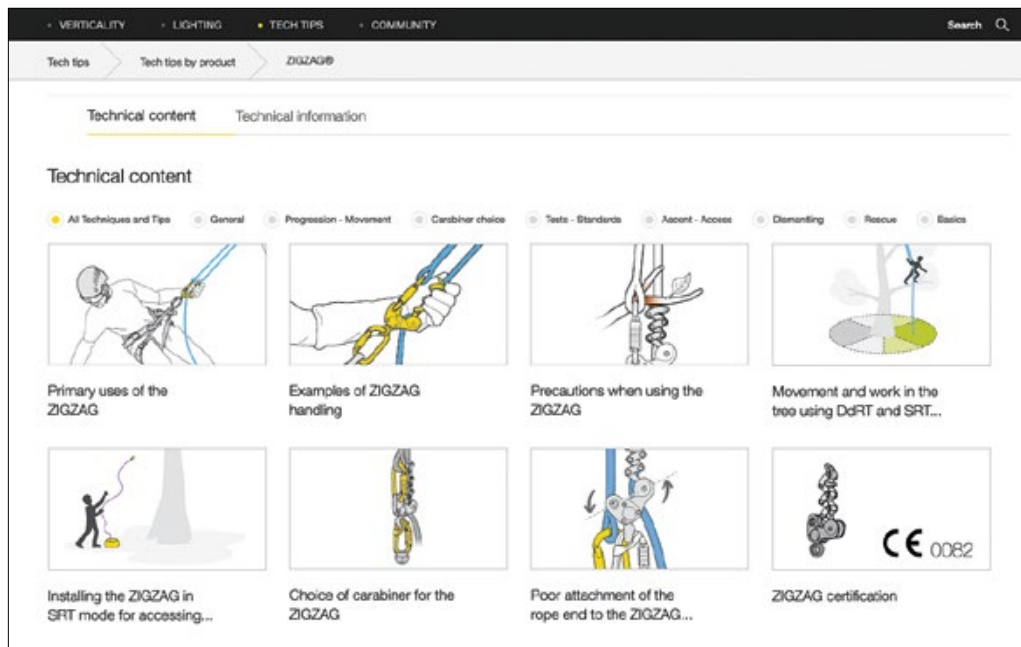 VERTICALITY LIGHTING TECH TIPS COMMUNITY Search
Tech tips Tech tips by product ZIGZAG®
Technical content Technical information
Technical content
All Techniques and Tips General Progression - Movement Carabiner choice Tests - Standards Ascent - Access Dismantling Rescue Basics
Primary uses of the
ZIGZAG
Examples of ZIGZAG
handling
Precautions when using the
ZIGZAG
Movement and work in the
tree using DdRT and SRT...
CE 0082
Installing the ZIGZAG in
SRT mode for accessing...
Choice of carabiner for the
ZIGZAG
Poor attachment of the
rope end to the ZIGZAG...
ZIGZAG certification